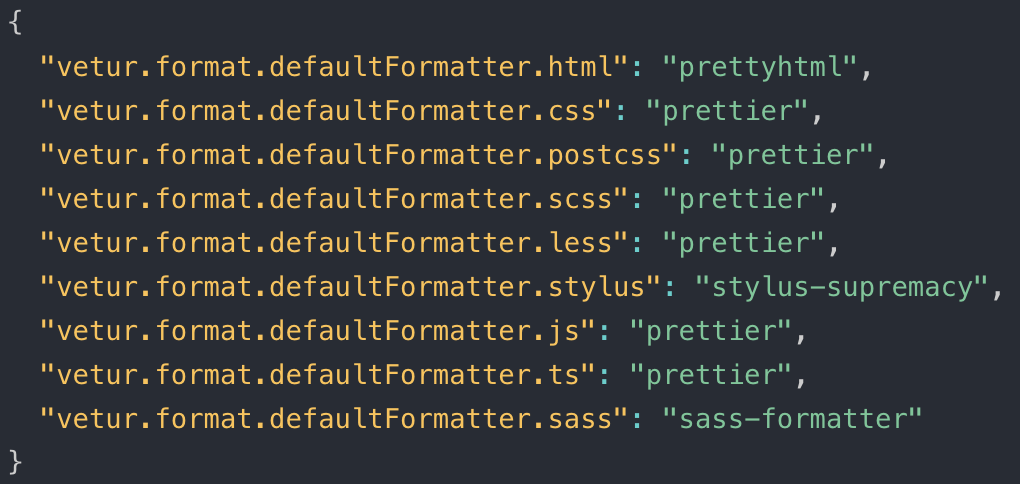 {
"vetur.format.defaultFormatter.html": "prettyhtml",
"vetur.format.defaultFormatter.css": "prettier",
"vetur.format.defaultFormatter.postcss": "prettier",
"vetur.format.defaultFormatter.scss": "prettier",
"vetur.format.defaultFormatter.less": "prettier",
"vetur.format.defaultFormatter.stylus": "stylus-supremacy",
"vetur.format.defaultFormatter.js": "prettier",
"vetur.format.defaultFormatter.ts": "prettier",
"vetur.format.defaultFormatter.sass": "sass-formatter"
}